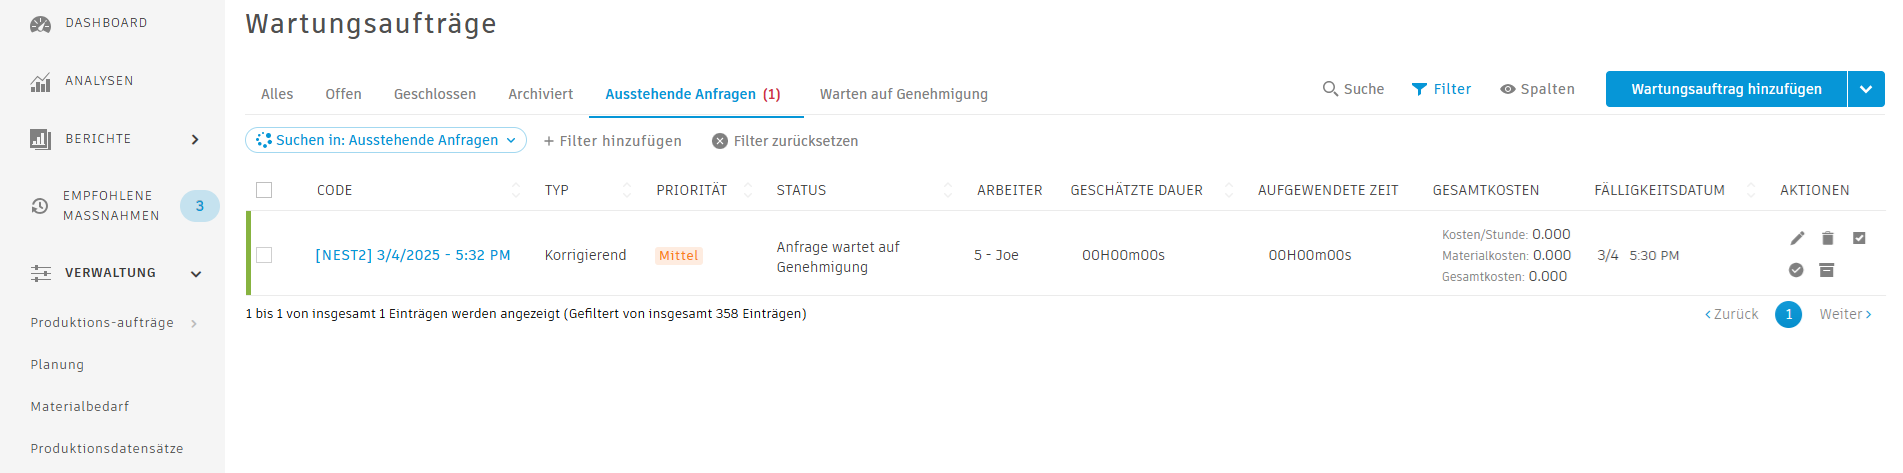 DASHBOARD
ANALYSEN
BERICHTE
EMPFOHLENE
MASSNAHMEN
3
VERWALTUNG
Produktions-aufträge
Planung
Materialbedarf
Produktionsdatensätze
Wartungsaufträge
Alles Offen Geschlossen Archiviert Ausstehende Anfragen (1) Warten auf Genehmigung
Suche Filter Spalten Wartungsauftrag hinzufügen
Suchen in: Ausstehende Anfragen + Filter hinzufügen Filter zurücksetzen
CODE TYP PRIORITÄT STATUS ARBEITER GESCHÄTZTE DAUER AUFGEWENDETE ZEIT GESAMTKOSTEN FÄLLIGKEITSDATUM AKTIONEN
[NEST2] 3/4/2025 - 5:32 PM Korrigierend Mittel
Anfrage wartet auf
Genehmigung
5 - Joe 00H00m00s 00H00m00s
Kosten/Stunde: 0.000
Materialkosten: 0.000
Gesamtkosten: 0.000
3/4 5:30 PM
1 bis 1 von insgesamt 1 Einträgen werden angezeigt (Gefiltert von insgesamt 358 Einträgen)
Zurück 1 Weiter